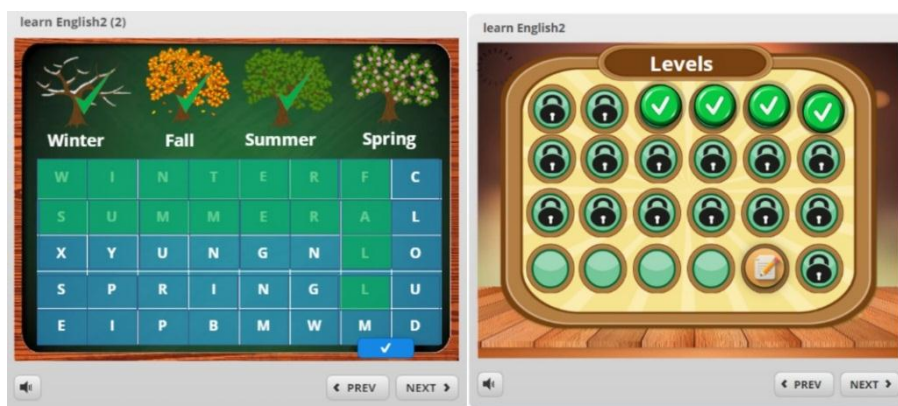 learn English2 (2)
Winter Fall Summer Spring
W I N T E R F C
S U M M E R A L
X Y U N G N L O
S P R I N G L U
E I P B M W M D
PREV NEXT
learn English2
Levels
PREV NEXT